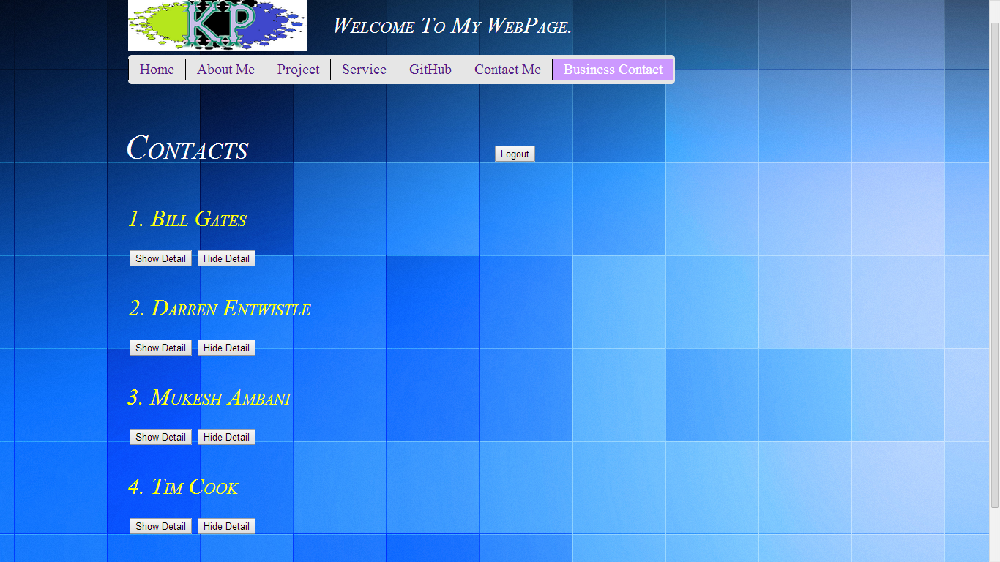 KP
Welcome To My WebPage.
Home About Me Project Service GitHub Contact Me Business Contact
Contacts
Logout
1. Bill Gates
Show Detail Hide Detail
2. Darren Entwistle
Show Detail Hide Detail
3. Mukesh Ambani
Show Detail Hide Detail
4. Tim Cook
Show Detail Hide Detail